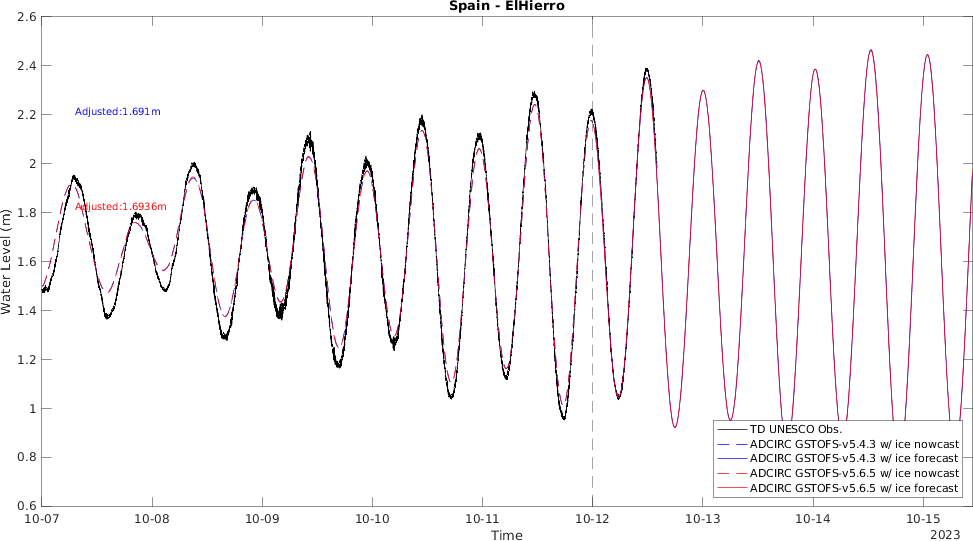 Spain - ElHierro
2.6
2.4
2.2
2
1.8
1.6
1.4
1.2
1
0.8
0.6
Water Level (m)
Adjusted:1.691m
Adjusted:1.6936m
TD UNESCO Obs.
ADCIRC GSTOFS-v5.4.3 w/ ice nowcast
ADCIRC GSTOFS-v5.4.3 w/ ice forecast
ADCIRC GSTOFS-v5.6.5 w/ ice nowcast
ADCIRC GSTOFS-v5.6.5 w/ ice forecast
10-07 10-08 10-09 10-10 10-11 10-12 10-13 10-14 10-15
Time
2023